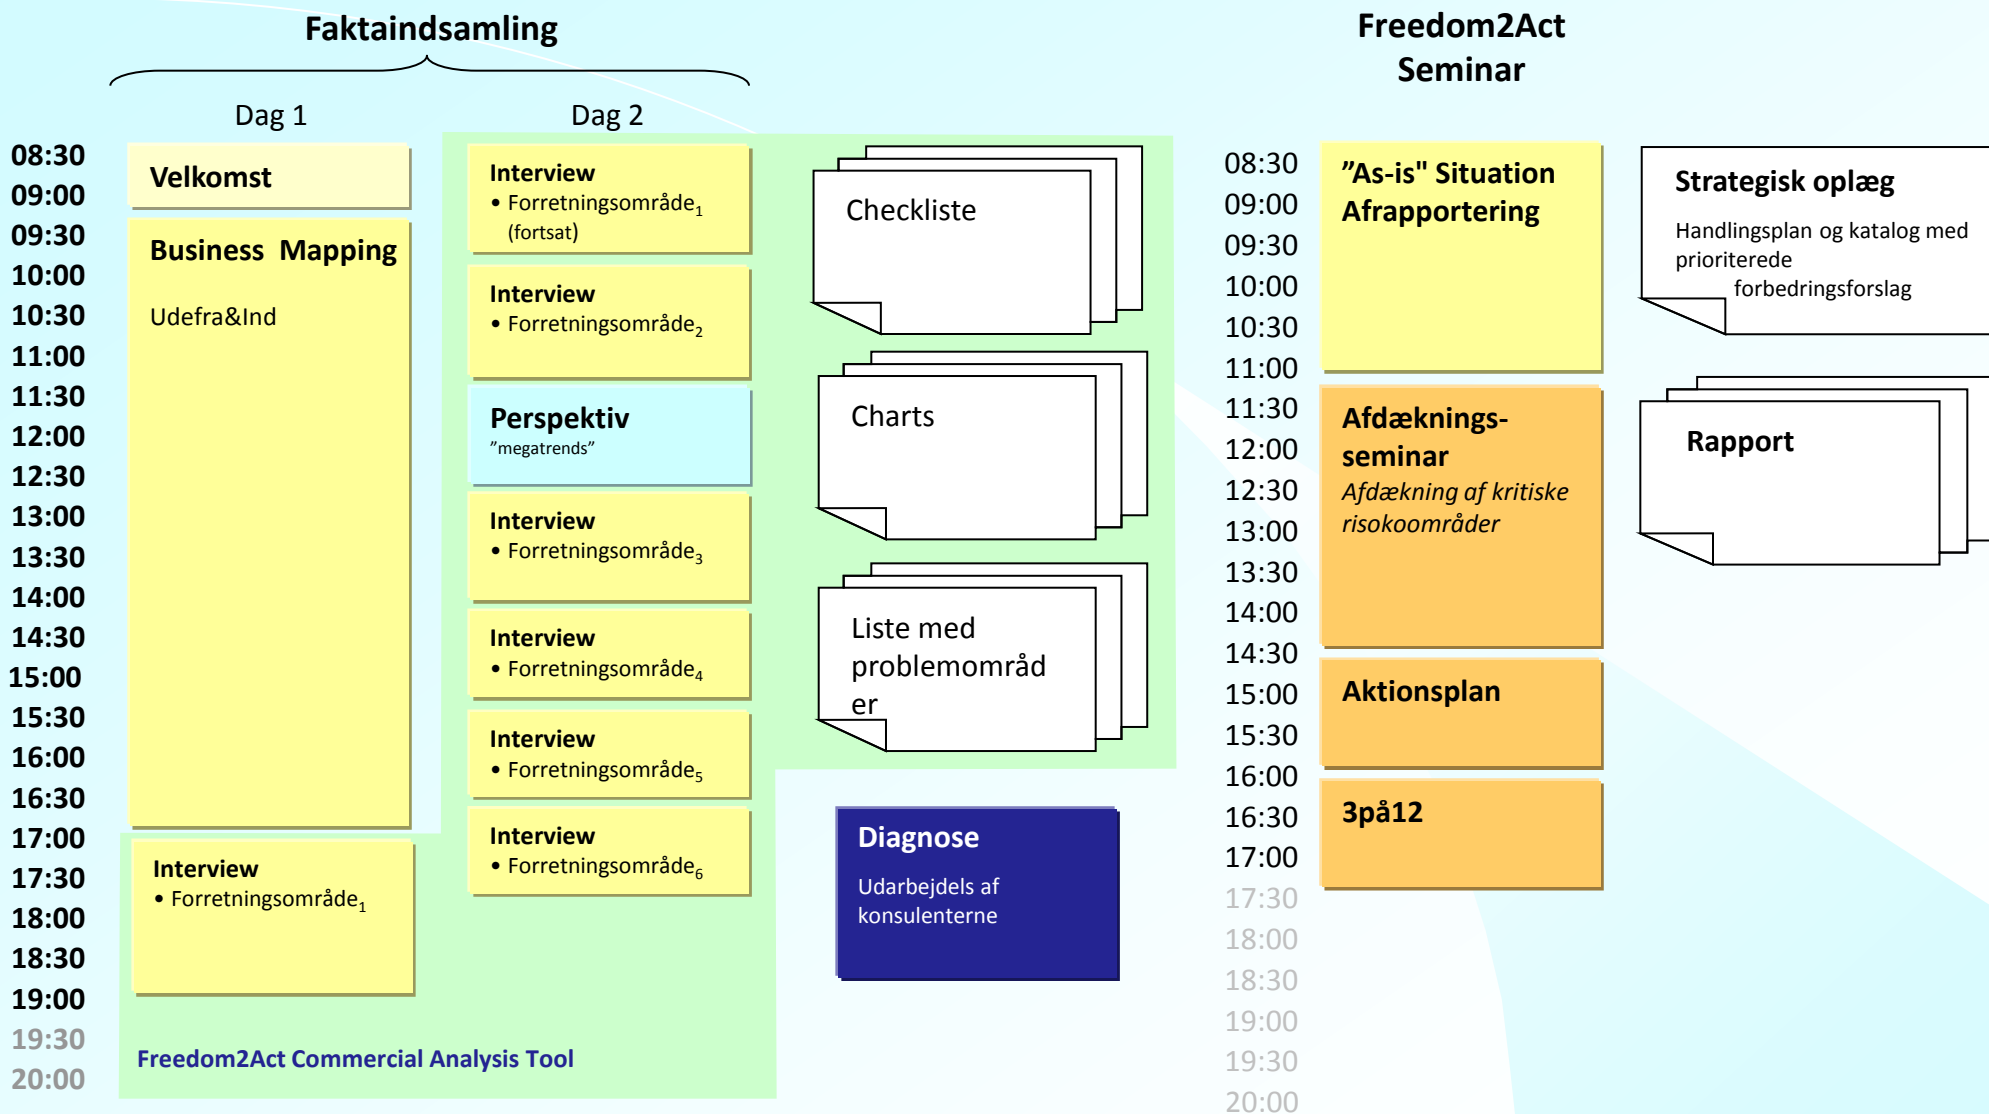 Faktaindsamling
Dag 1
Dag 2
08:30
09:00
09:30
10:00
10:30
11:00
11:30
12:00
12:30
13:00
13:30
14:00
14:30
15:00
15:30
16:00
16:30
17:00
17:30
18:00
18:30
19:00
19:30
20:00
Velkomst
Business Mapping
Udefra&Ind
Interview
• Forretningsområde1
Interview
• Forretningsområde1
(fortsat)
Interview
• Forretningsområde2
Perspektiv
”megatrends”
Interview
• Forretningsområde3
Interview
• Forretningsområde4
Interview
• Forretningsområde5
Interview
• Forretningsområde6
Freedom2Act Commercial Analysis Tool
Checkliste
Charts
Liste med
problemområd
er
Diagnose
Udarbejdels af
konsulenterne
Freedom2Act
Seminar
08:30
09:00
09:30
10:00
10:30
11:00
11:30
12:00
12:30
13:00
13:30
14:00
14:30
15:00
15:30
16:00
16:30
17:00
17:30
18:00
18:30
19:00
19:30
20:00
”As-is" Situation
Afrapportering
Afdæknings-
seminar
Afdækning af kritiske
risokoområder
Aktionsplan
3på12
Strategisk oplæg
Handlingsplan og katalog med
prioriterede
forbedringsforslag
Rapport